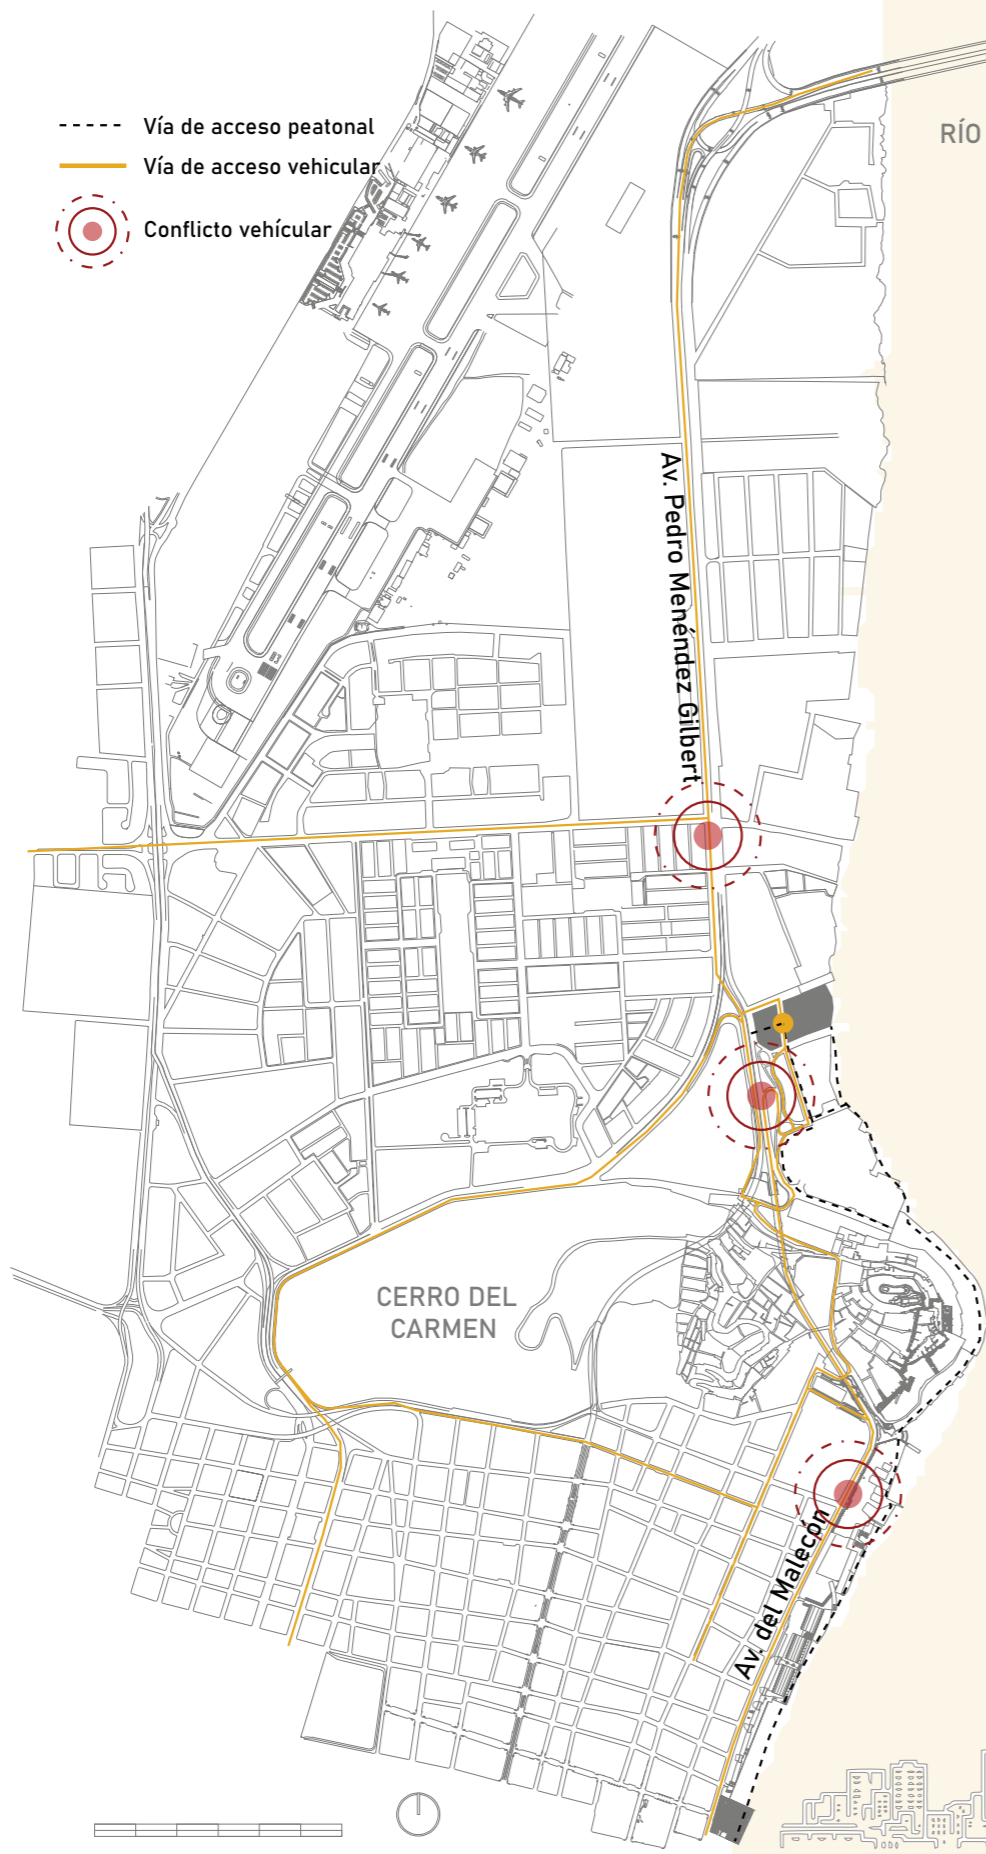 Vía de acceso peatonal
Vía de acceso vehicular
Conflicto vehícular
RÍO
Av. Pedro Menéndez Gilbert
CERRO DEL
CARMEN
Av. del Malecón